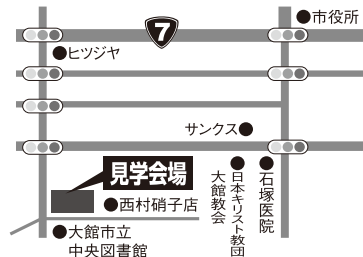 ●市役所
7
●ヒツジヤ
サンクス●
見学会場
●西村硝子店
●日本キリスト教団
大館教会
●石塚医院
●大館市立
中央図書館